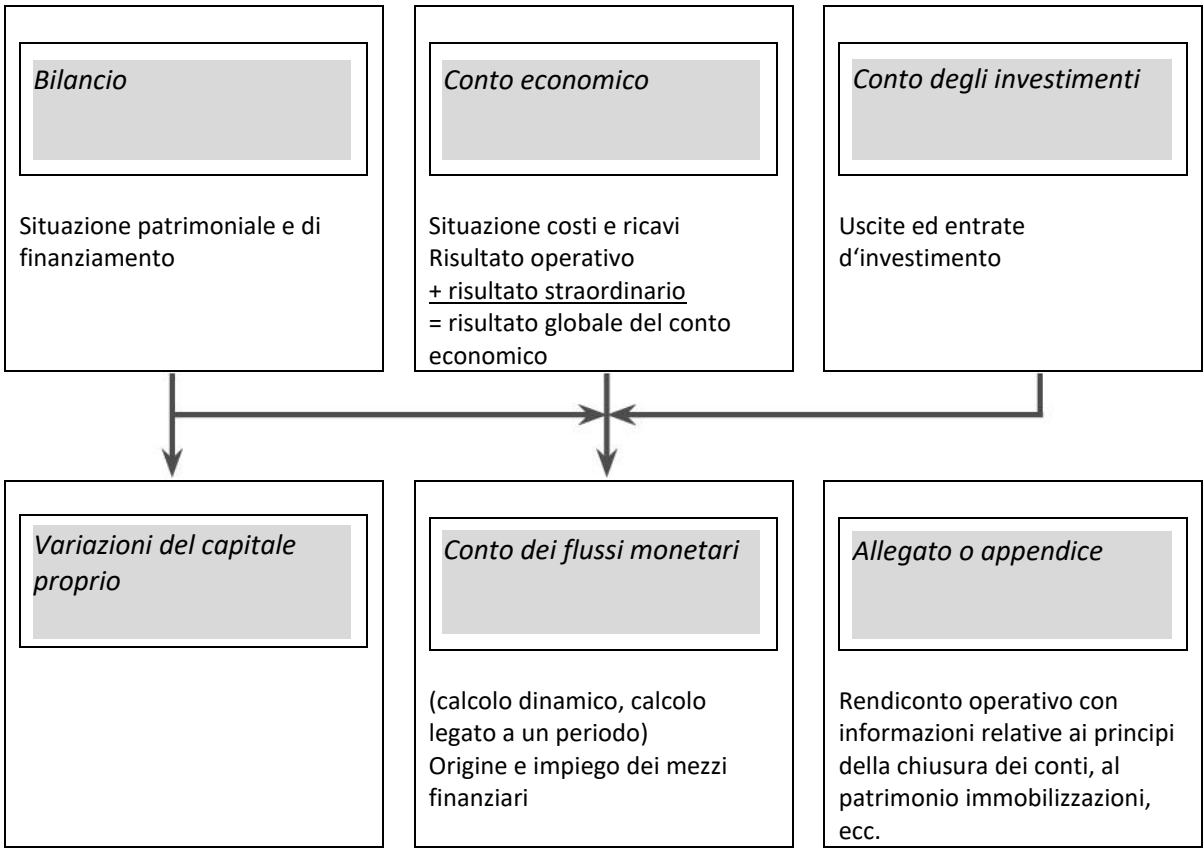 Bilancio
Situazione patrimoniale e di
finanziamento
Conto economico
Situazione costi e ricavi
Risultato operativo
+ risultato straordinario
= risultato globale del conto
economico
Conto degli investimenti
Uscite ed entrate
d‘investimento
Variazioni del capitale
proprio
Conto dei flussi monetari
(calcolo dinamico, calcolo
legato a un periodo)
Origine e impiego dei mezzi
finanziari
Allegato o appendice
Rendiconto operativo con
informazioni relative ai principi
della chiusura dei conti, al
patrimonio immobilizzazioni,
ecc.